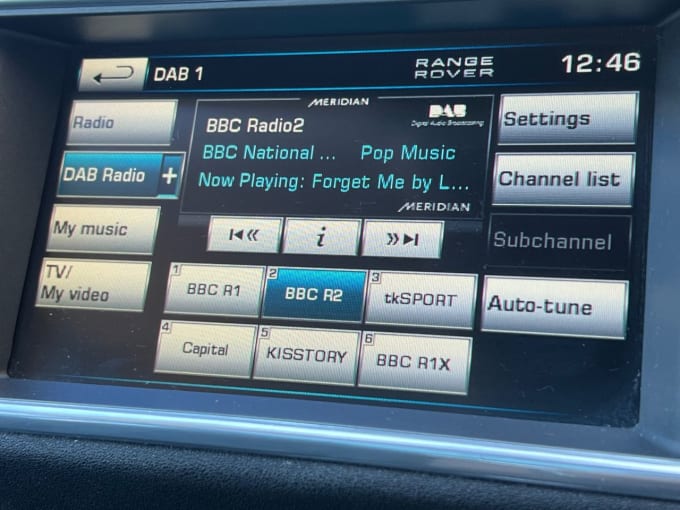 DAB 1
RANGE
ROVER
12:46
Radio
DAB Radio +
My music
TV/
My video
MERIDIAN
DAB
Digital Audio Broadcasting
BBC Radio2
BBC National ... Pop Music
Now Playing: Forget Me by L...
MERIDIAN
i
1 BBC R1
2 BBC R2
3 tkSPORT
4 Capital
5 KISSTORY
6 BBC R1X
Settings
Channel list
Subchannel
Auto-tune